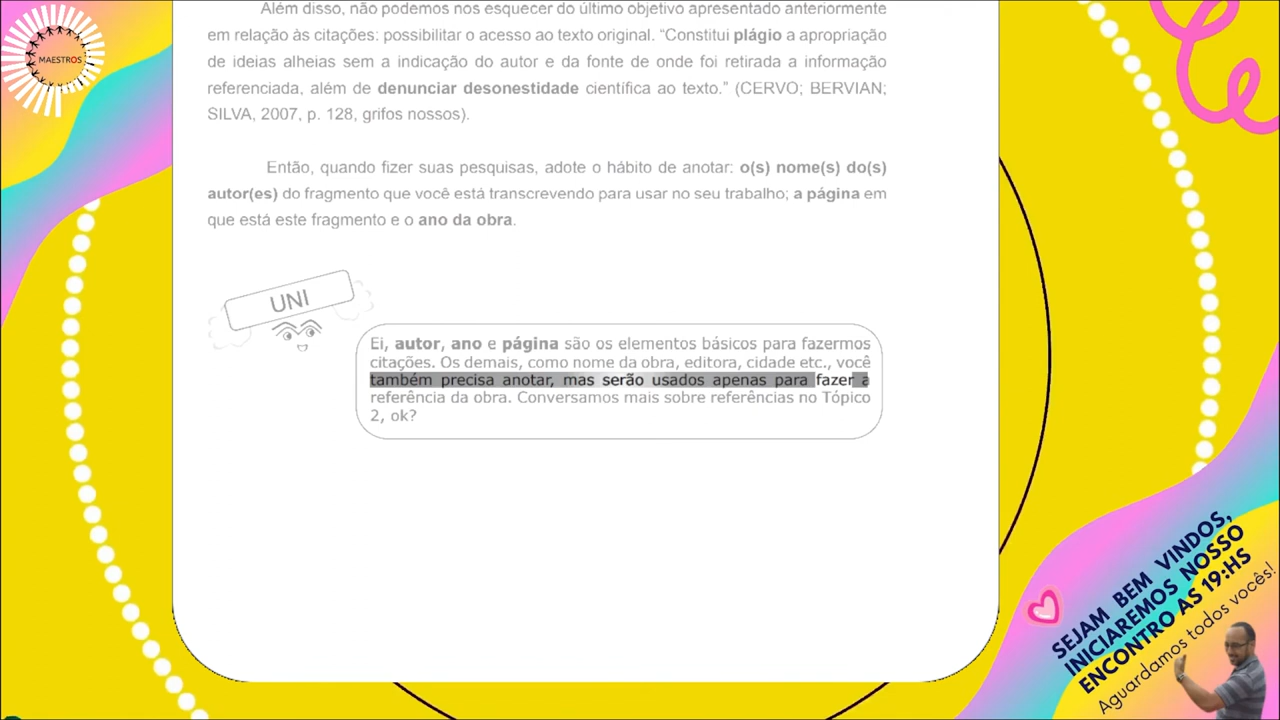 MAESTROS
Além disso, não podemos nos esquecer do último objetivo apresentado anteriormente
em relação às citações: possibilitar o acesso ao texto original. “Constitui plágio a apropriação
de ideias alheias sem a indicação do autor e da fonte de onde foi retirada a informação
referenciada, além de denunciar desonestidade científica ao texto.” (CERVO; BERVIAN;
SILVA, 2007, p. 128, grifos nossos).
Então, quando fizer suas pesquisas, adote o hábito de anotar: o(s) nome(s) do(s)
autor(es) do fragmento que você está transcrevendo para usar no seu trabalho; a página em
que está este fragmento e o ano da obra.
UNI
Ei, autor, ano e página são os elementos básicos para fazermos
citações. Os demais, como nome da obra, editora, cidade etc., você
também precisa anotar, mas serão usados apenas para fazer a
referência da obra. Conversamos mais sobre referências no Tópico
2, ok?
SEJAM BEM VINDOS,
INICIAREMOS NOSSO
ENCONTRO AS 19:HS
Aguardamos todos vocês!